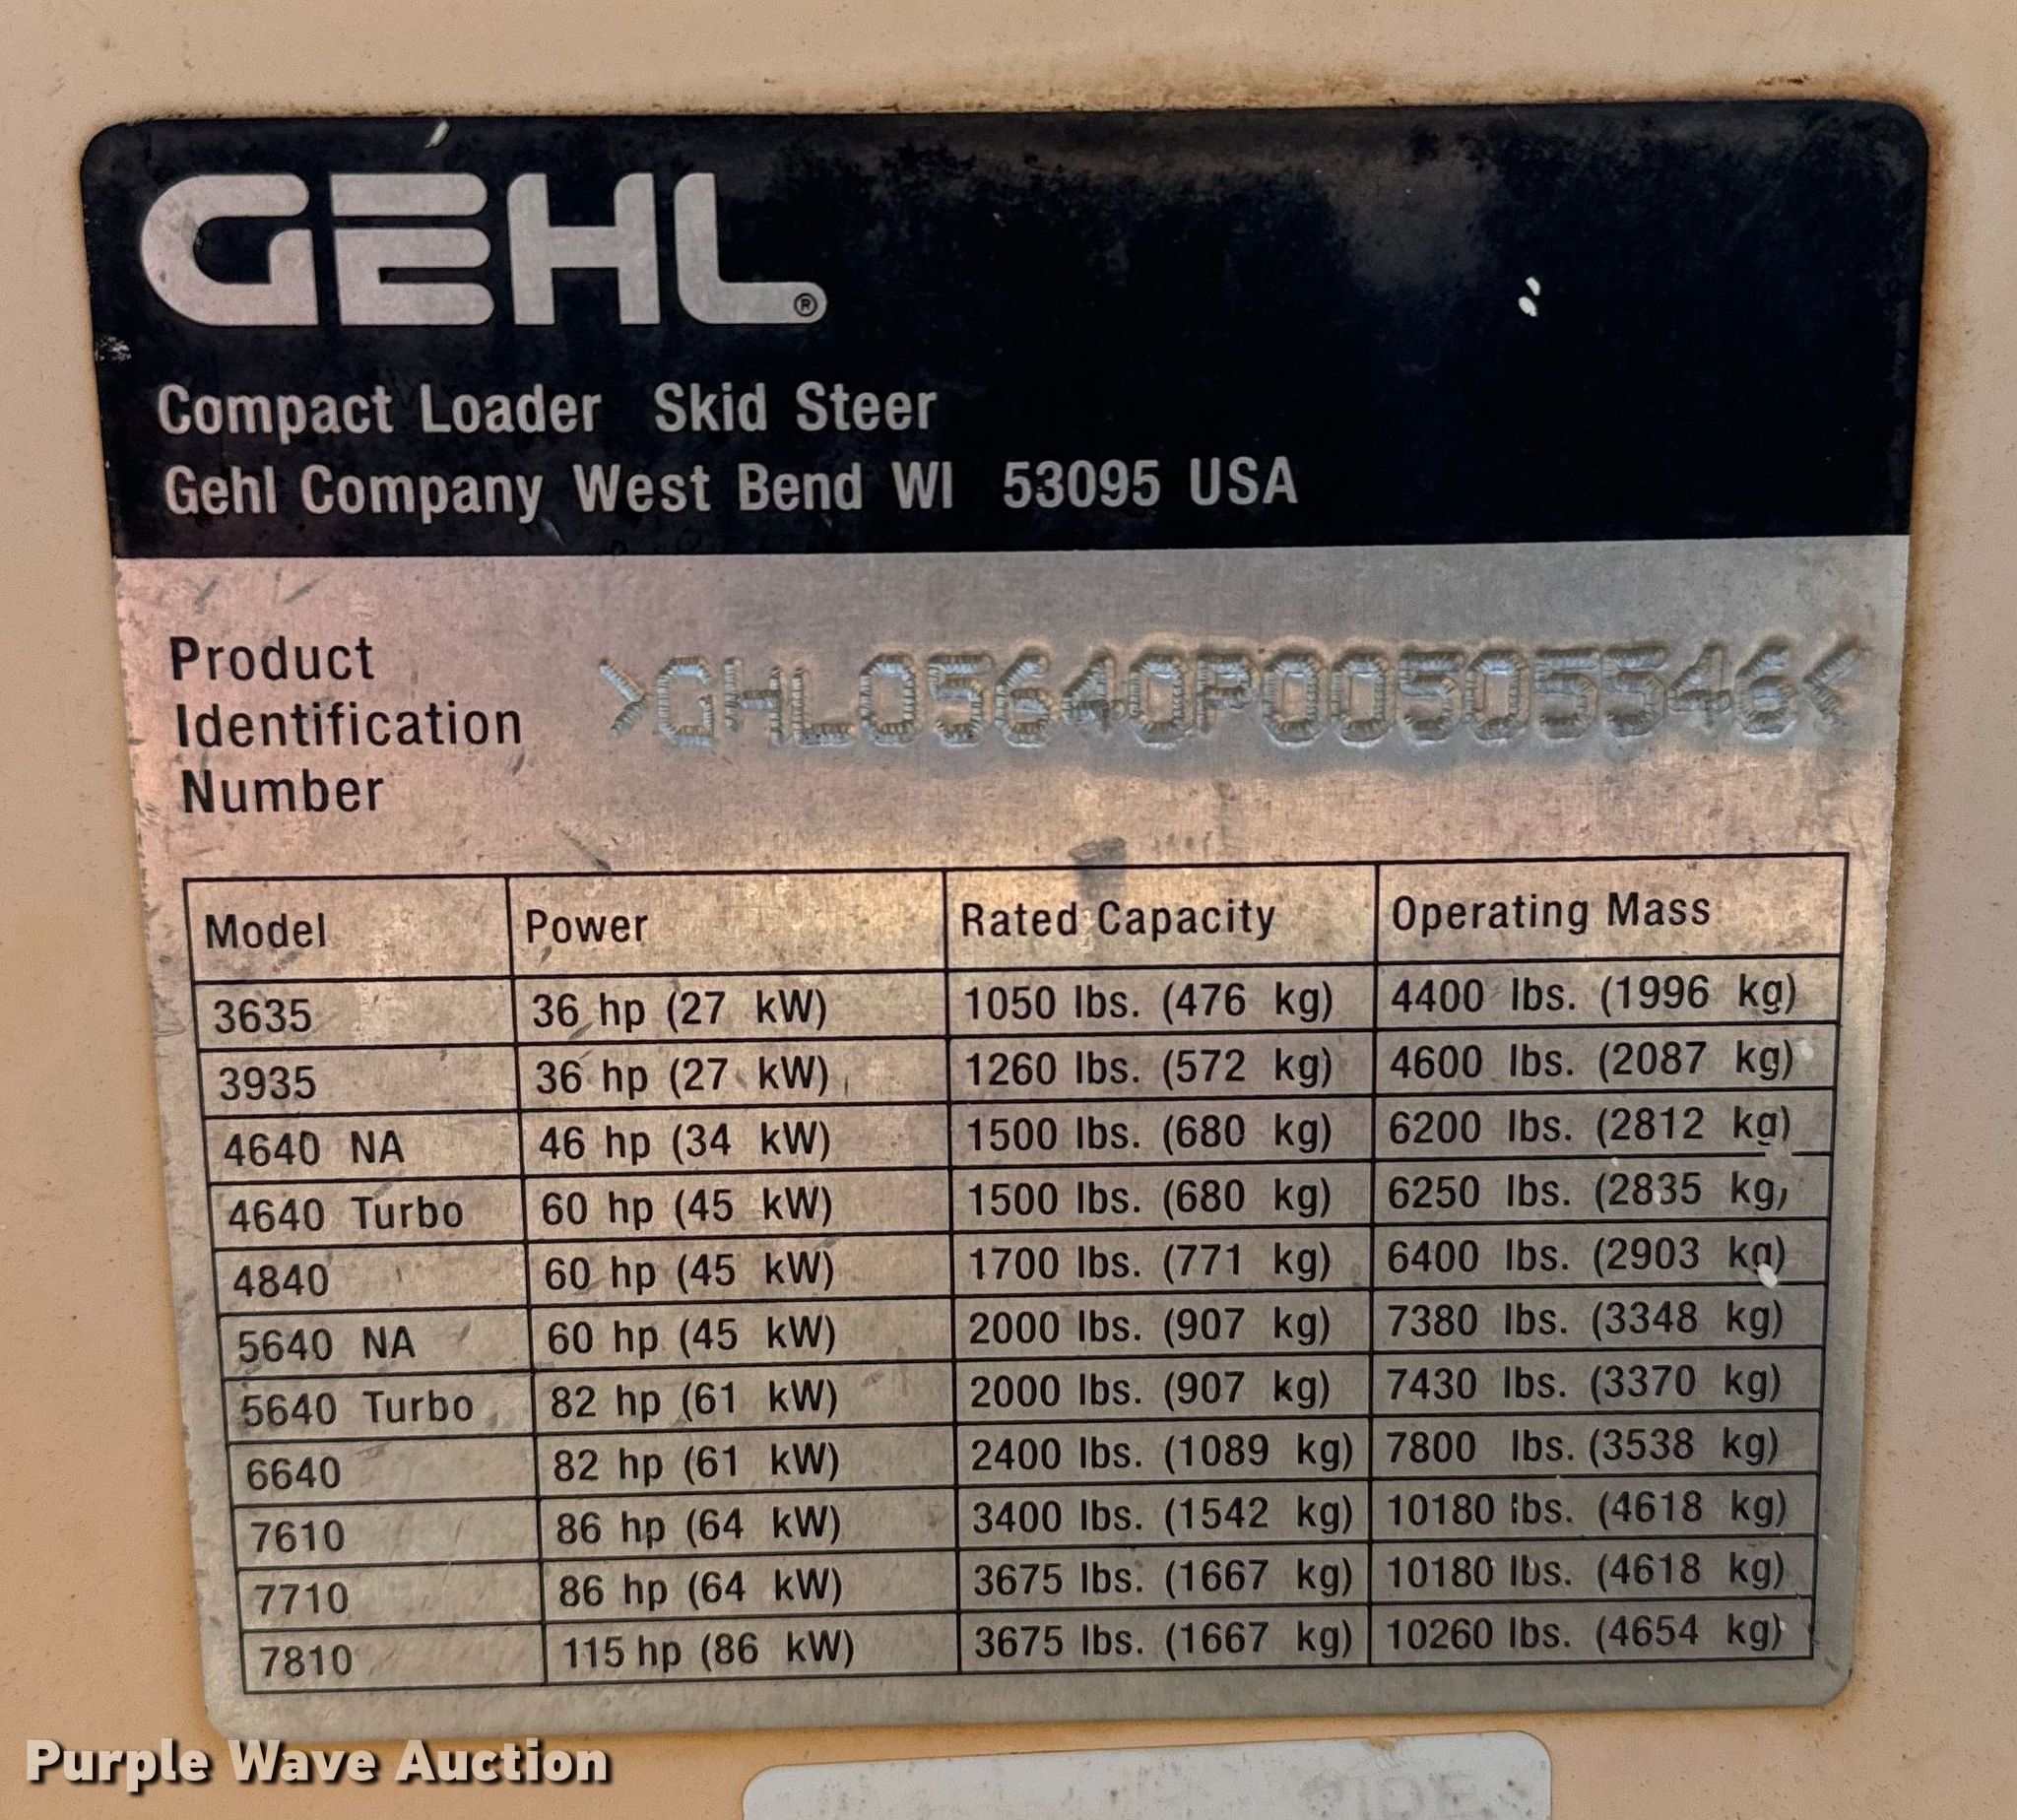 GEHL®
Compact Loader Skid Steer
Gehl Company West Bend WI 53095 USA
Product
Identification
Number
>GHL05640P00505546<
Model Power Rated Capacity Operating Mass
3635 36 hp (27 kW) 1050 lbs. (476 kg) 4400 lbs. (1996 kg)
3935 36 hp (27 kW) 1260 lbs. (572 kg) 4600 lbs. (2087 kg)
4640 NA 46 hp (34 kW) 1500 lbs. (680 kg) 6200 lbs. (2812 kg)
4640 Turbo 60 hp (45 kW) 1500 lbs. (680 kg) 6250 lbs. (2835 kg)
4840 60 hp (45 kW) 1700 lbs. (771 kg) 6400 lbs. (2903 kg)
5640 NA 60 hp (45 kW) 2000 lbs. (907 kg) 7380 lbs. (3348 kg)
5640 Turbo 82 hp (61 kW) 2000 lbs. (907 kg) 7430 lbs. (3370 kg)
6640 82 hp (61 kW) 2400 lbs. (1089 kg) 7800 lbs. (3538 kg)
7610 86 hp (64 kW) 3400 lbs. (1542 kg) 10180 lbs. (4618 kg)
7710 86 hp (64 kW) 3675 lbs. (1667 kg) 10180 lbs. (4618 kg)
7810 115 hp (86 kW) 3675 lbs. (1667 kg) 10260 lbs. (4654 kg)
Purple Wave Auction